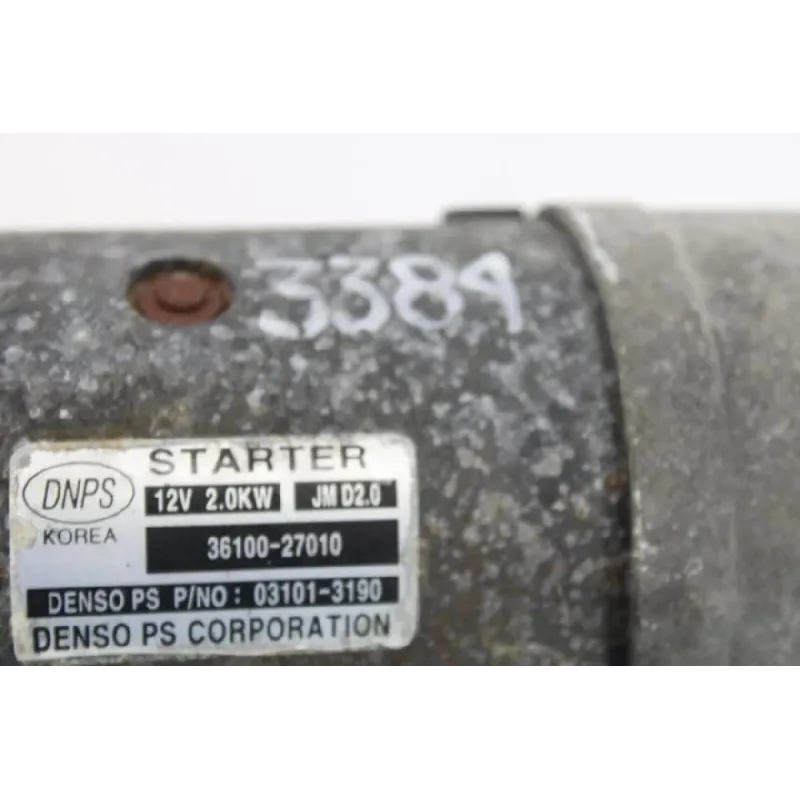 3384
STARTER
DNPS
12V 2.0KW JM D2.0
KOREA
36100-27010
DENSO PS P/NO: 03101-3190
DENSO PS CORPORATION